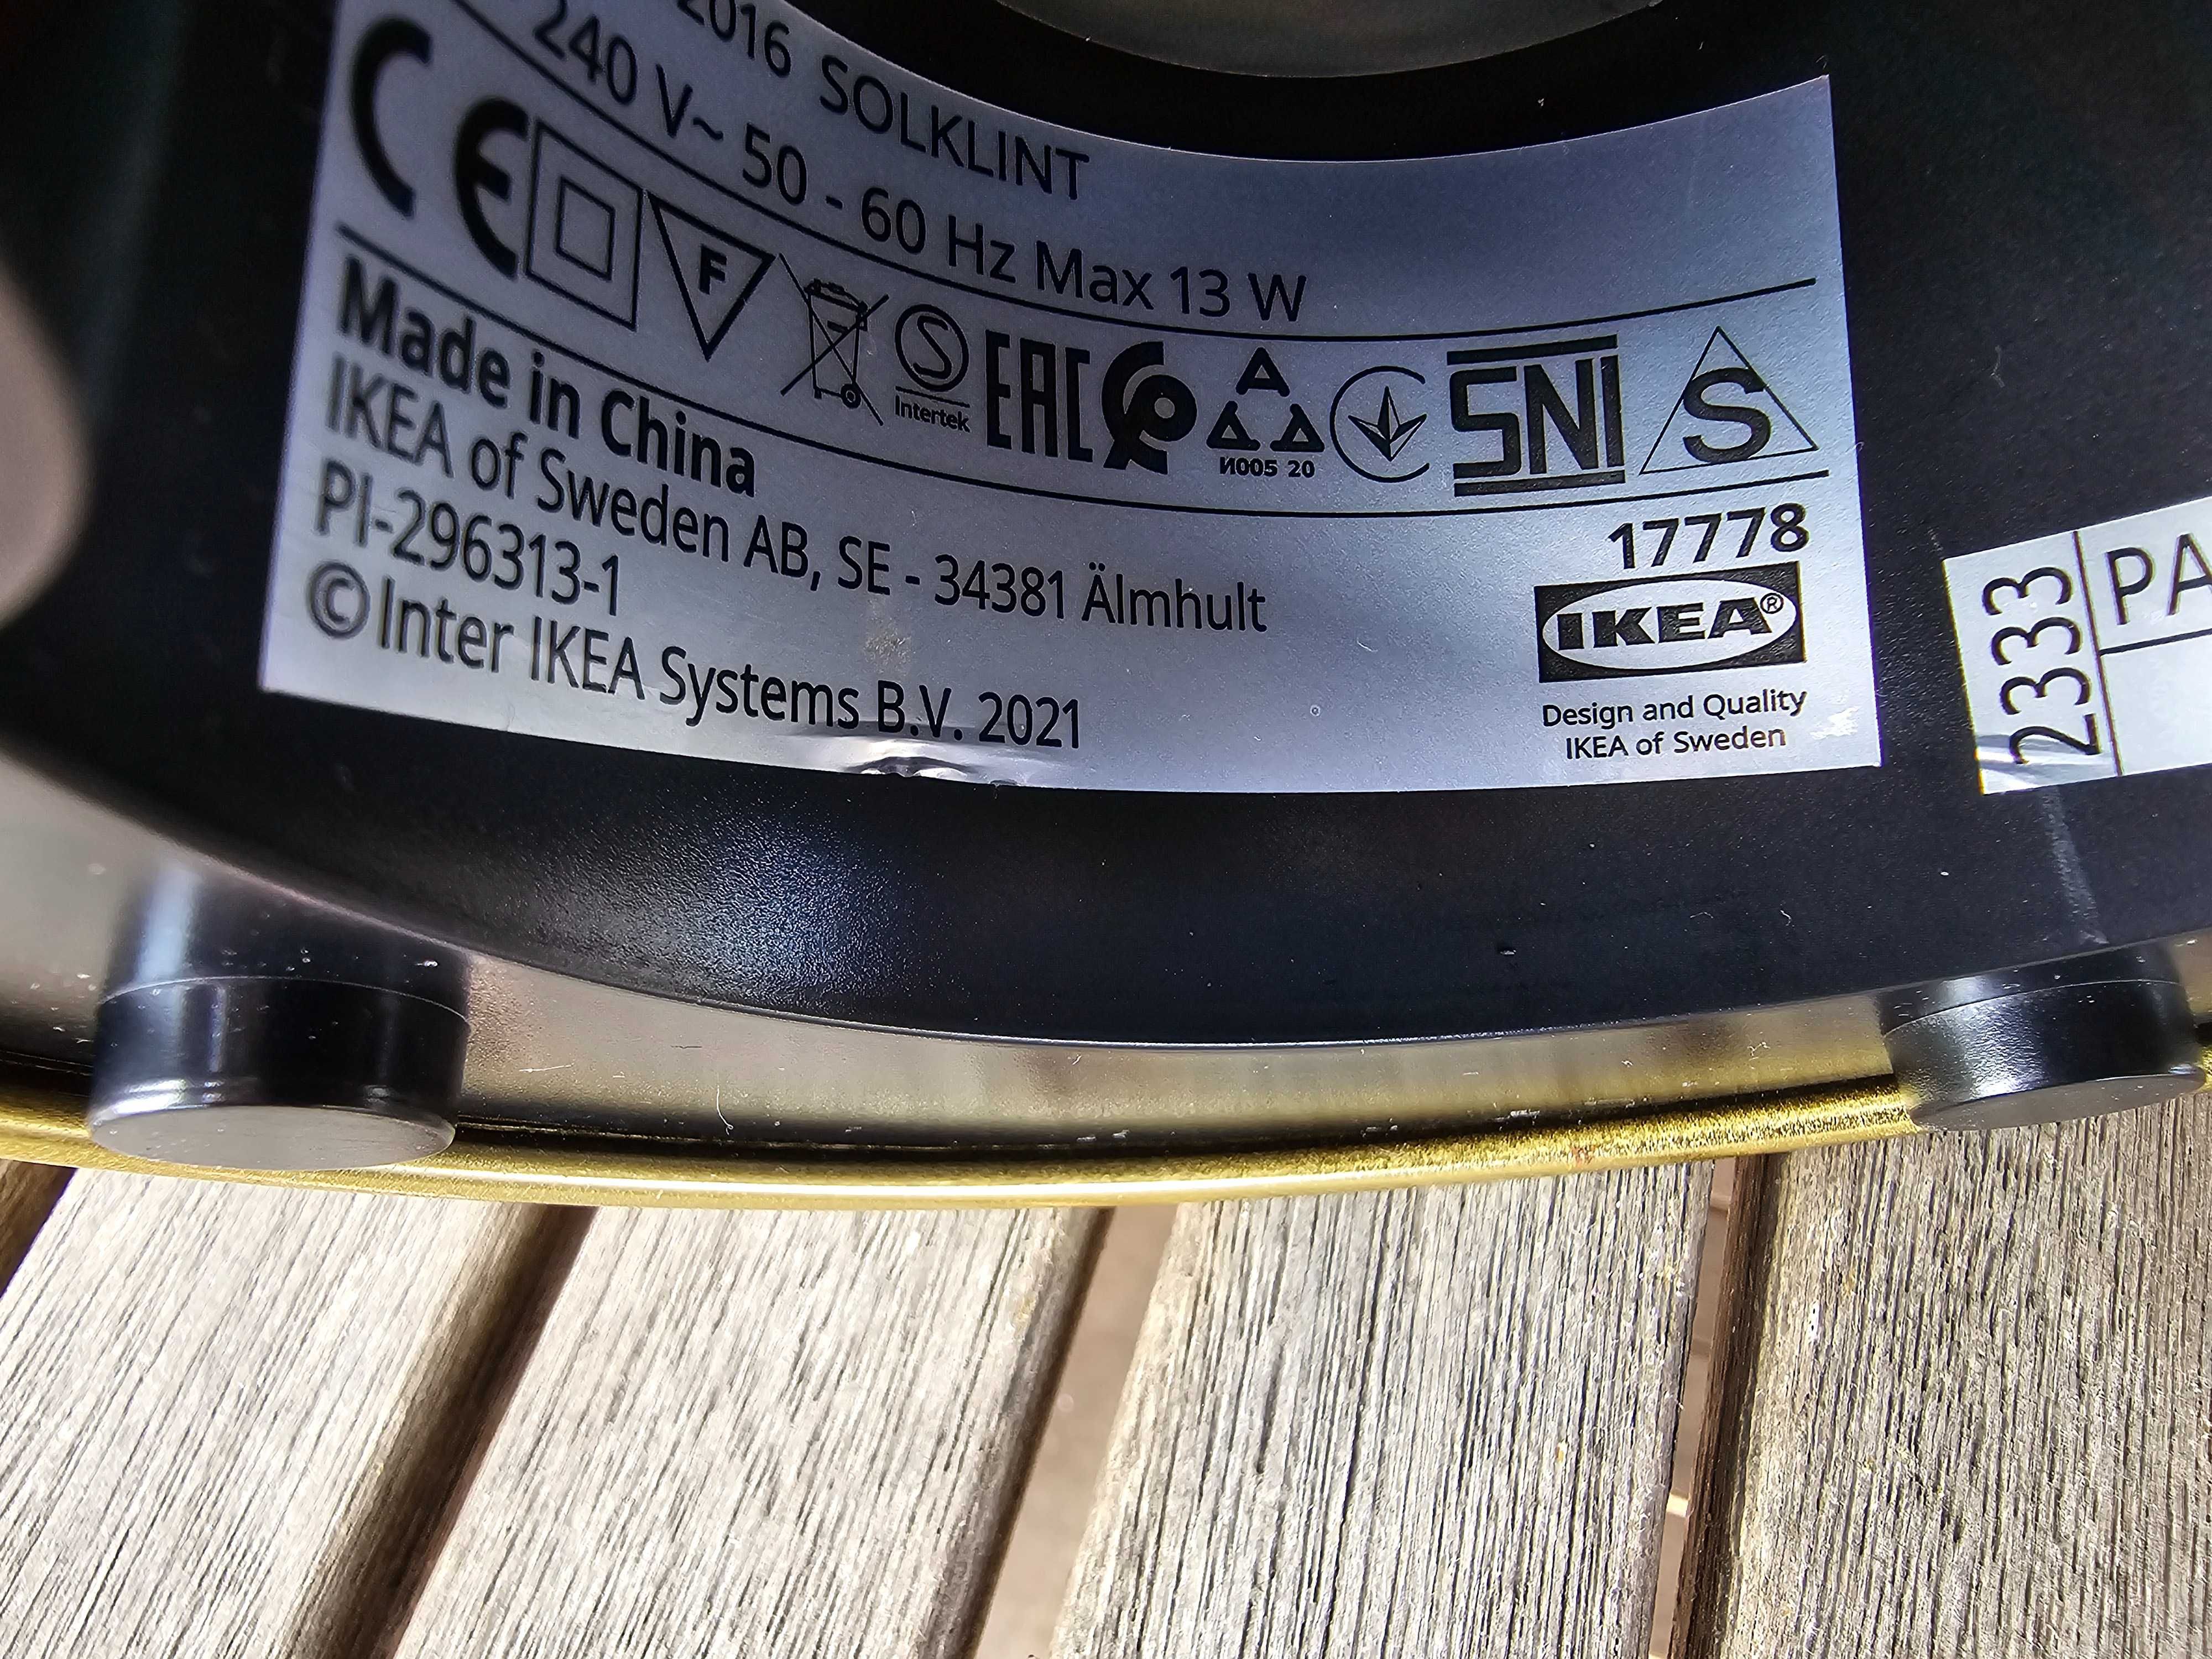 2016 SOLKLINT
240 V~ 50 - 60 Hz Max 13 W
CE F S Intertek EAC A И005 20 SNI S
Made in China
IKEA of Sweden AB, SE - 34381 Älmhult
PI-296313-1
© Inter IKEA Systems B.V. 2021
17778
IKEA®
Design and Quality
IKEA of Sweden
2333
PA